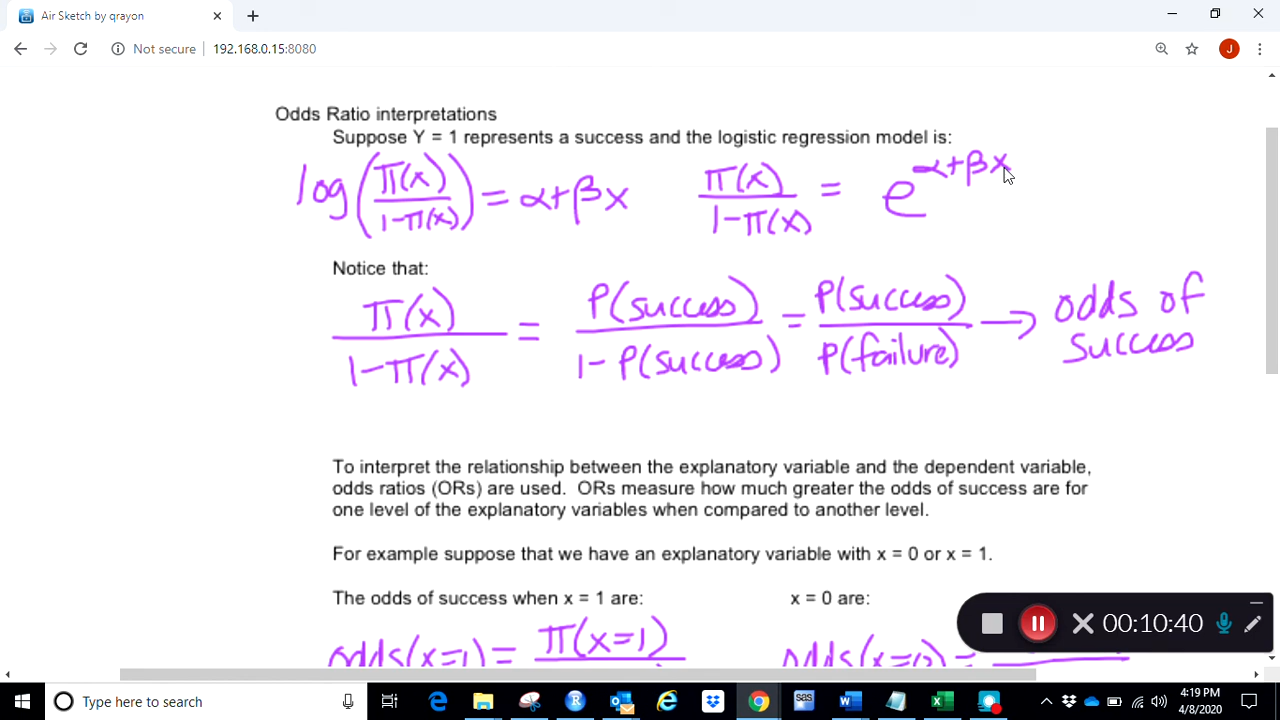 Air Sketch by qrayon
Not secure | 192.168.0.15:8080
J
Odds Ratio interpretations
Suppose Y = 1 represents a success and the logistic regression model is:
log(π(x)/1-π(x)) = α+βx π(x)/1-π(x) = e^α+βx
Notice that:
π(x)/1-π(x) = P(success)/1-P(success) = P(success)/P(failure) → odds of success
To interpret the relationship between the explanatory variable and the dependent variable,
odds ratios (ORs) are used. ORs measure how much greater the odds of success are for
one level of the explanatory variables when compared to another level.
For example suppose that we have an explanatory variable with x = 0 or x = 1.
The odds of success when x = 1 are: x = 0 are:
odds(x=1) = π(x=1) odds(x=0) =
00:10:40
Type here to search
4:19 PM
4/8/2020